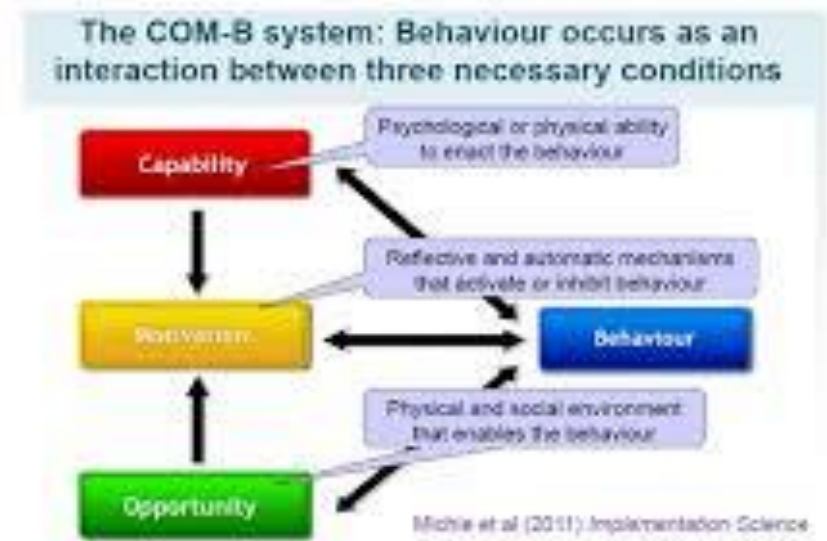 The COM-B system: Behaviour occurs as an
interaction between three necessary conditions
Capability
Psychological or physical ability
to enact the behaviour
Reflective and automatic mechanisms
that activate or inhibit behaviour
Motivation
Behaviour
Physical and social environment
that enables the behaviour
Opportunity
Michie et al (2011) Implementation Science